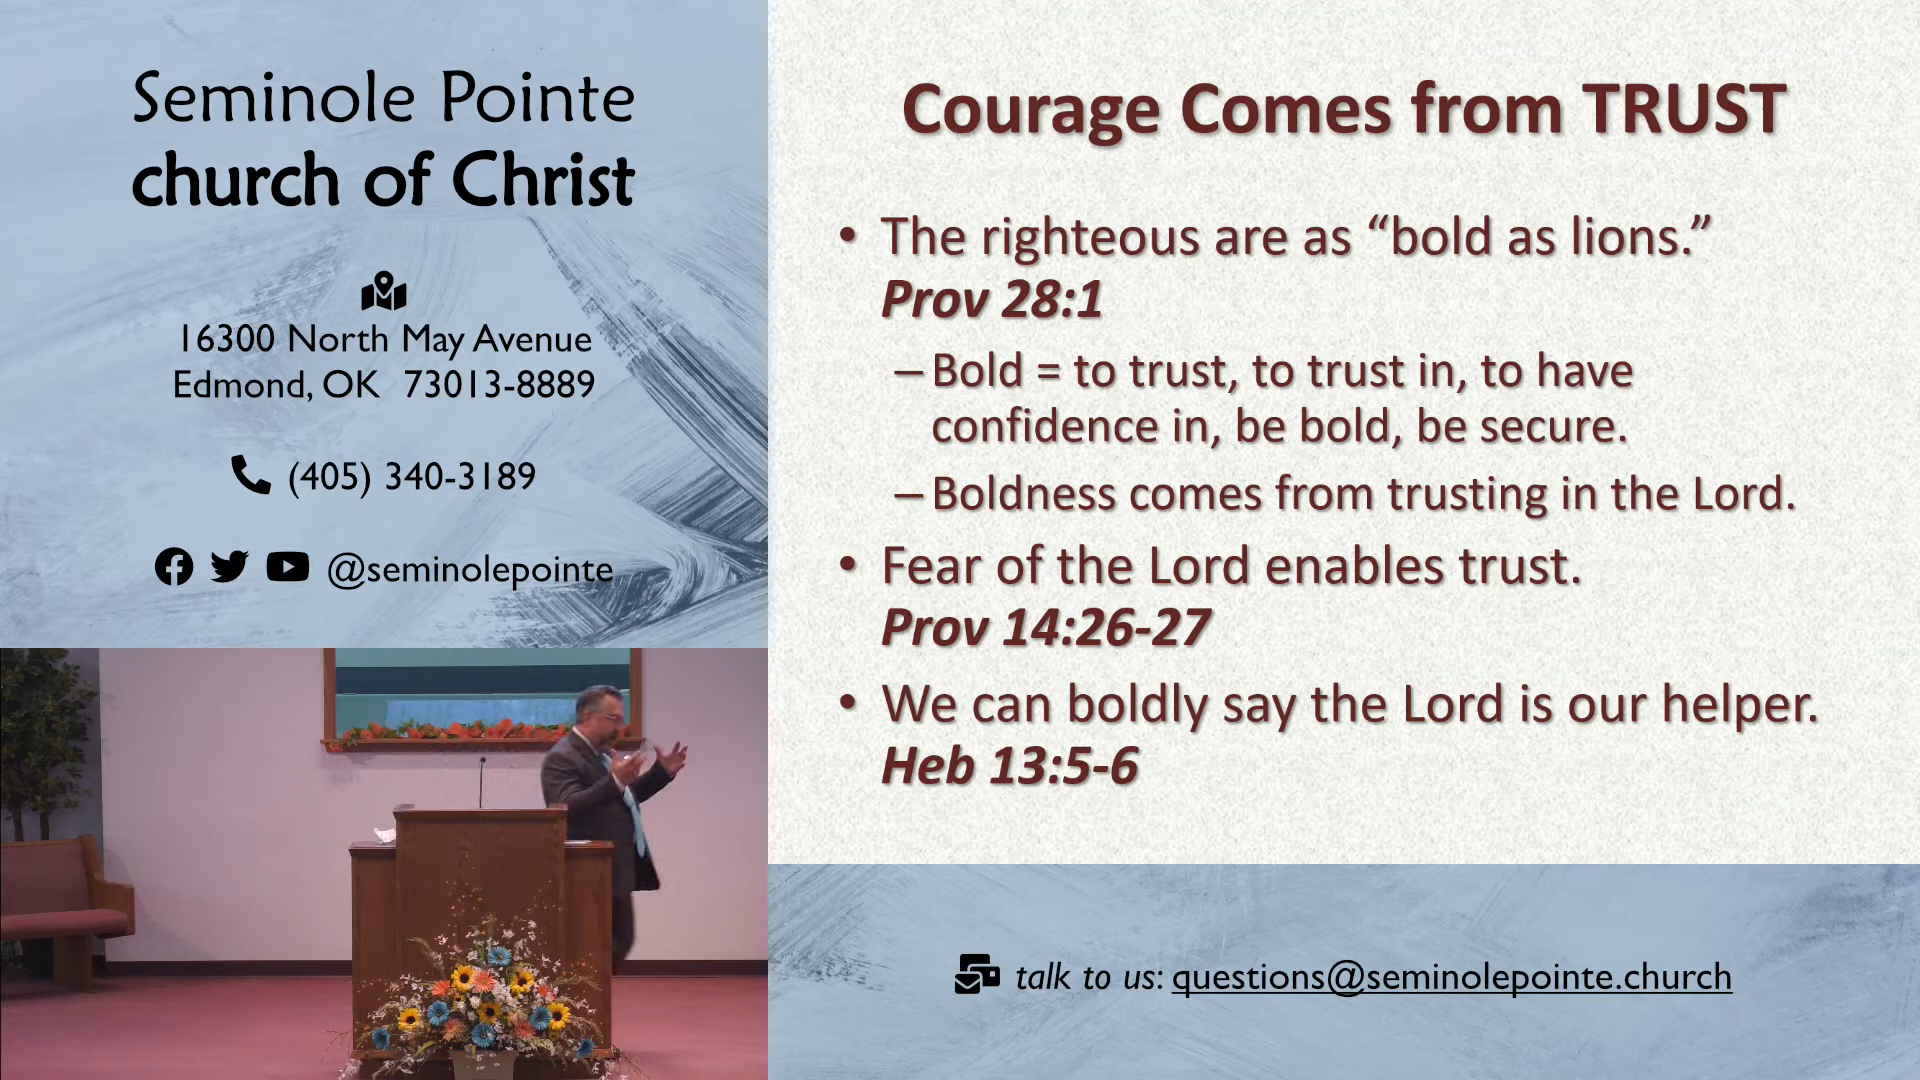 Seminole Pointe
church of Christ
16300 North May Avenue
Edmond, OK  73013-8889
(405) 340-3189
@seminolepointe
Courage Comes from TRUST
• The righteous are as “bold as lions.”
Prov 28:1
– Bold = to trust, to trust in, to have
confidence in, be bold, be secure.
– Boldness comes from trusting in the Lord.
• Fear of the Lord enables trust.
Prov 14:26-27
• We can boldly say the Lord is our helper.
Heb 13:5-6
talk to us: questions@seminolepointe.church